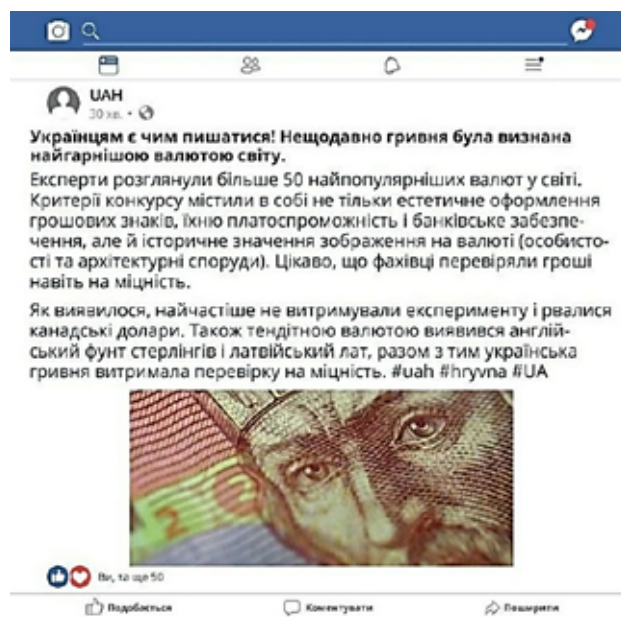 UAH
30 хв.
Українцям є чим пишатися! Нещодавно гривня була визнана
найгарнішою валютою світу.
Експерти розглянули більше 50 найпопулярніших валют у світі.
Критерії конкурсу містили в собі не тільки естетичне оформлення
грошових знаків, їхню платоспроможність і банківське забезпе-
чення, але й історичне значення зображення на валюті (особисто-
сті та архітектурні споруди). Цікаво, що фахівці перевіряли гроші
навіть на міцність.
Як виявилося, найчастіше не витримували експерименту і рвалися
канадські долари. Також тендітною валютою виявився англій-
ський фунт стерлінгів і латвійський лат, разом з тим українська
гривня витримала перевірку на міцність. #uah #hryvna #UA
2
Ви, та ще 50
Подобається Коментувати Поширити